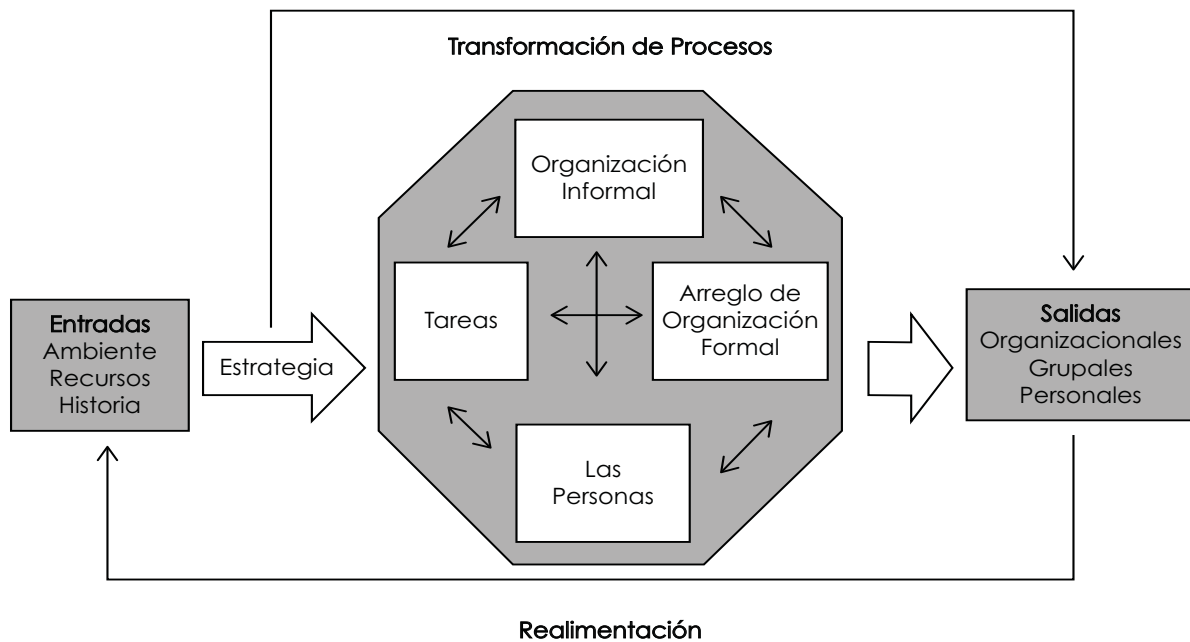 Transformación de Procesos
Organización
Informal
Entradas
Ambiente
Recursos
Historia
Estrategia
Tareas
Arreglo de
Organización
Formal
Salidas
Organizacionales
Grupales
Personales
Las
Personas
Realimentación